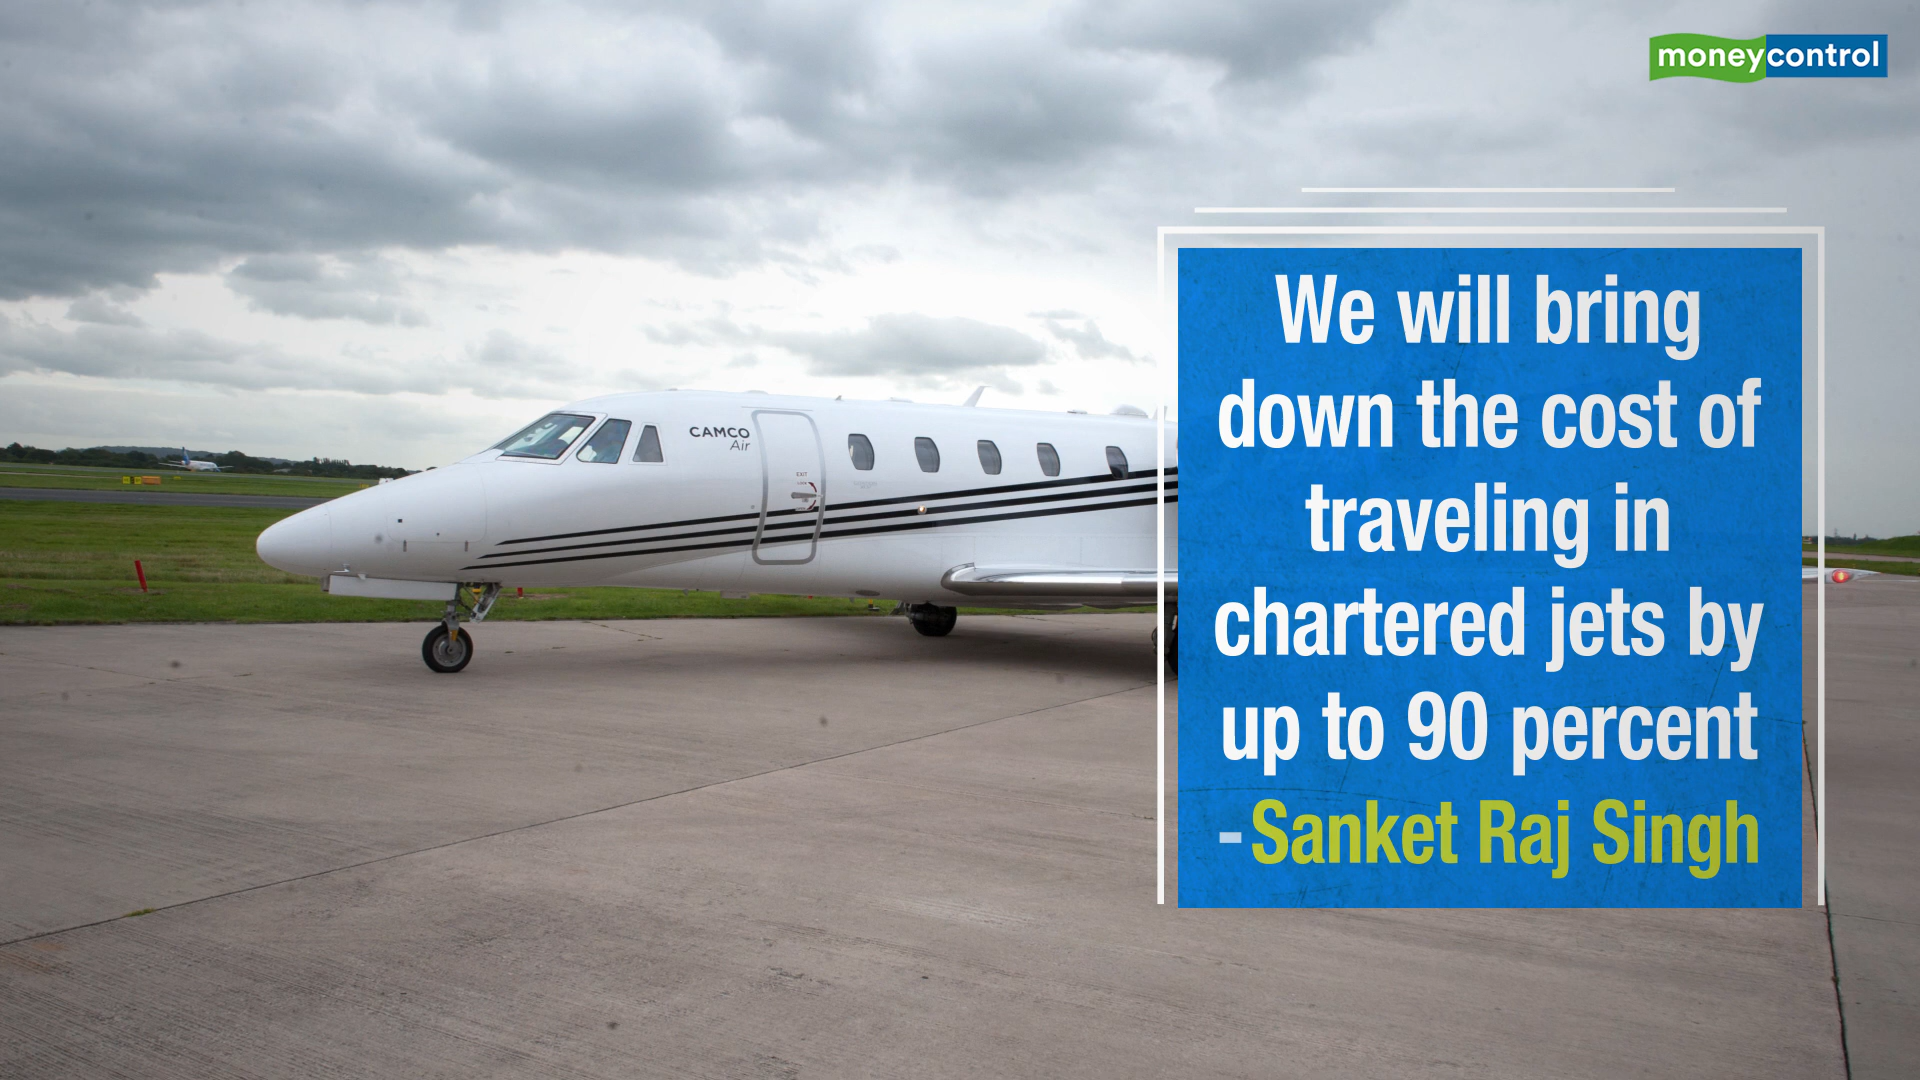 moneycontrol
We will bring
down the cost of
traveling in
chartered jets by
up to 90 percent
-Sanket Raj Singh
CAMCO
Air
EXIT